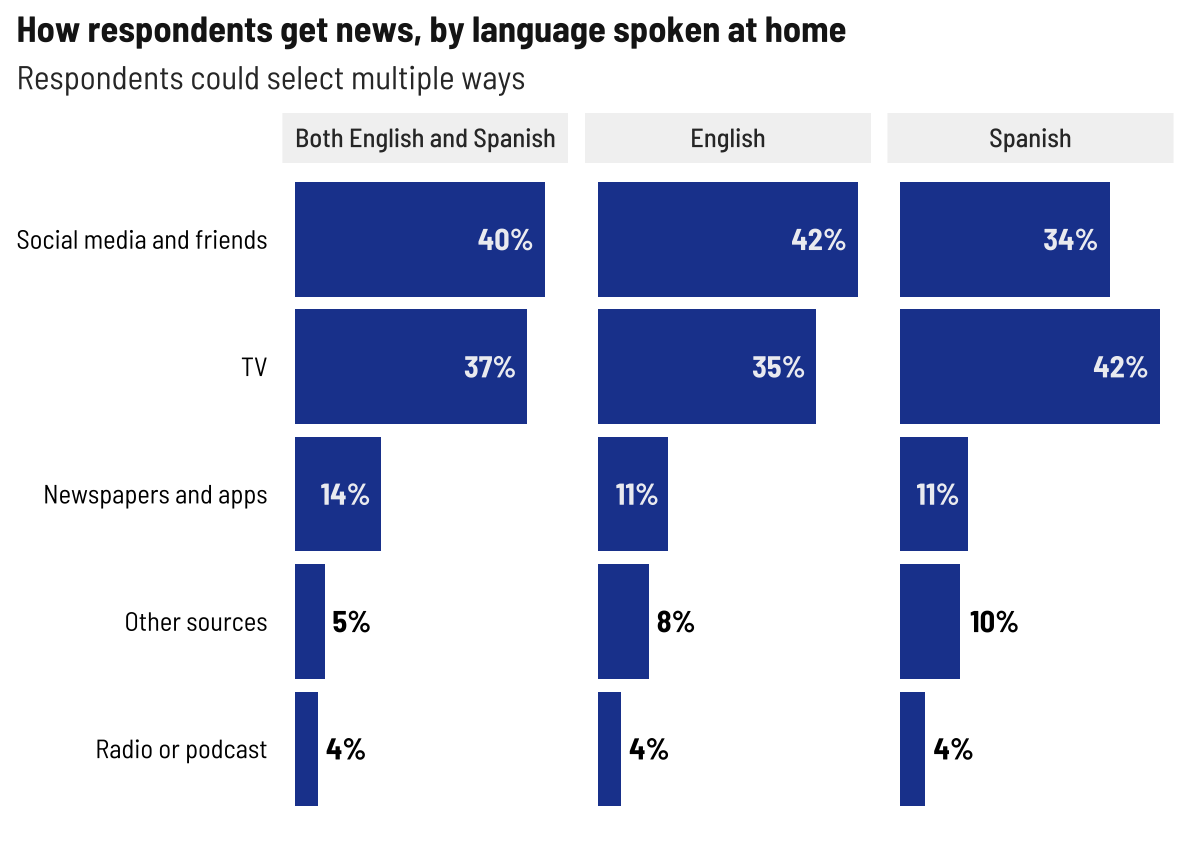 How respondents get news, by language spoken at home
Respondents could select multiple ways
Both English and Spanish English Spanish
Social media and friends 40% 42% 34%
TV 37% 35% 42%
Newspapers and apps 14% 11% 11%
Other sources 5% 8% 10%
Radio or podcast 4% 4% 4%